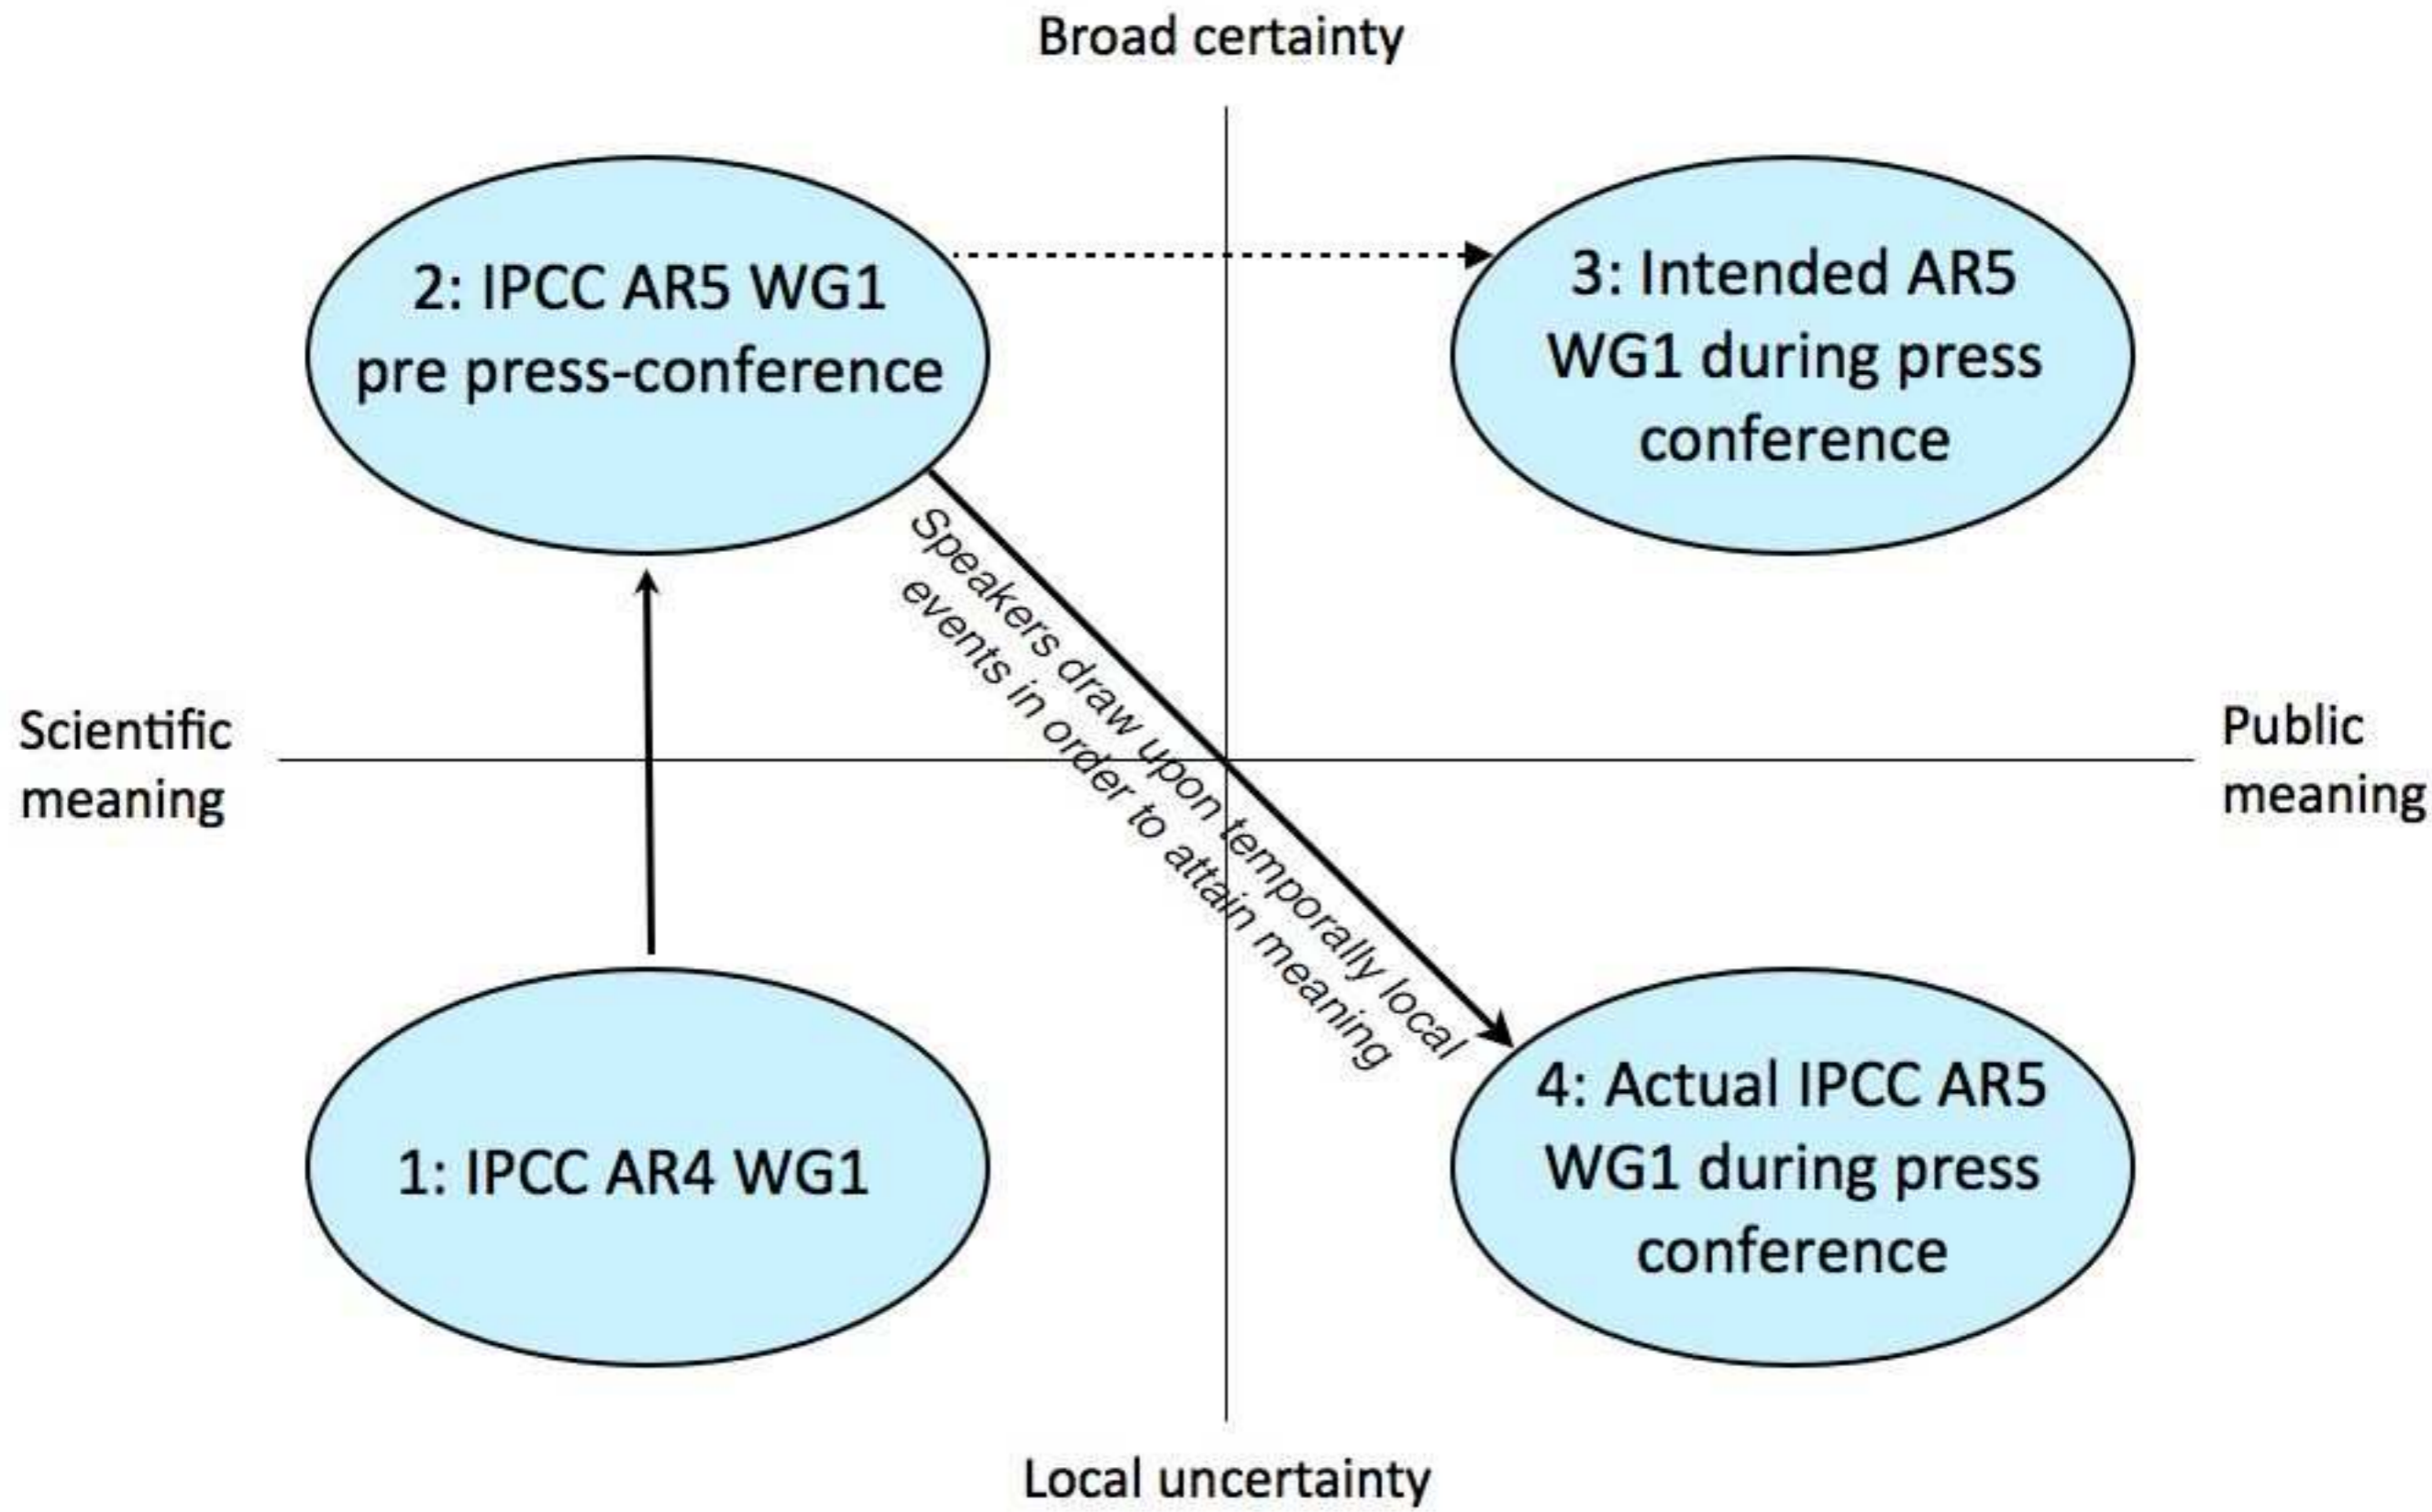 Broad certainty
2: IPCC AR5 WG1
pre press-conference
3: Intended AR5
WG1 during press
conference
Speakers draw upon temporally local
events in order to attain meaning
Scientific
meaning
Public
meaning
1: IPCC AR4 WG1
4: Actual IPCC AR5
WG1 during press
conference
Local uncertainty